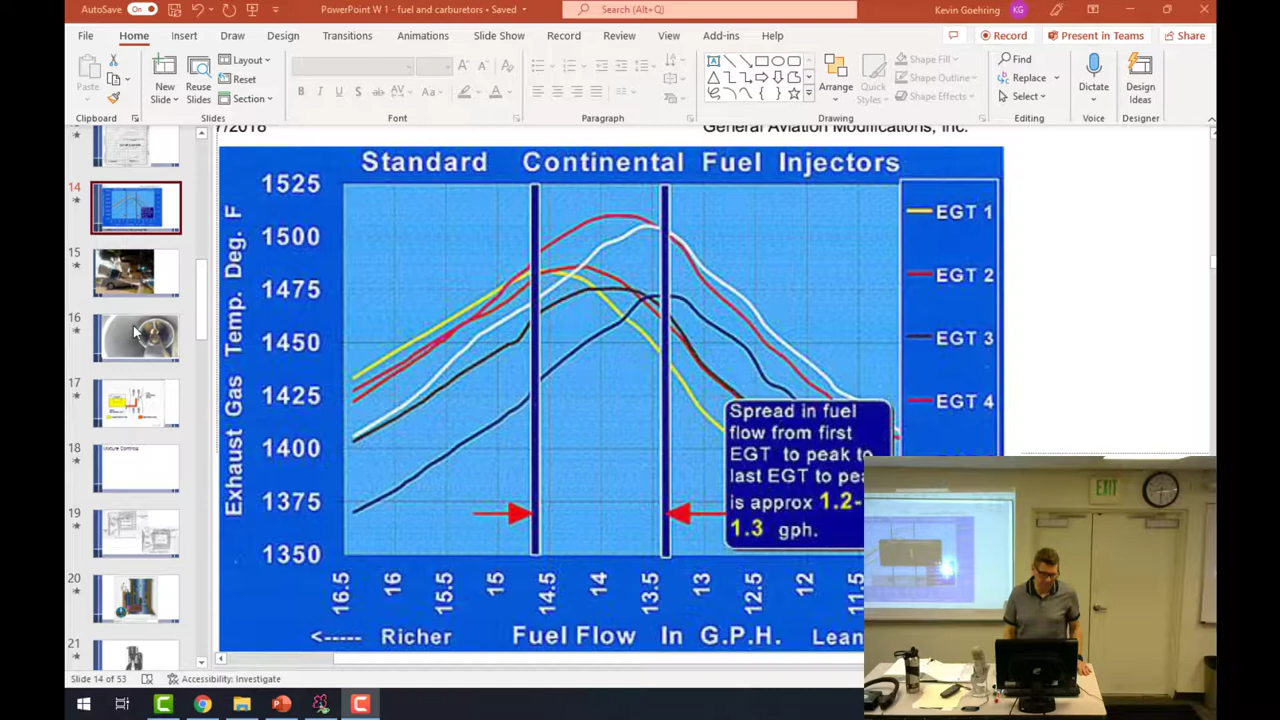 AutoSave On PowerPoint W 1 - fuel and carburetors • Saved Search (Alt+Q) Kevin Goehring KG
File Home Insert Draw Design Transitions Animations Slide Show Record Review View Add-ins Help Record Present in Teams Share
Paste New Slide Reuse Slides Layout Reset Section
B I U S ab AV Aa A
Arrange Quick Styles Shape Fill Shape Outline Shape Effects
Find Replace Select
Dictate Design Ideas
Clipboard Slides Font Paragraph Drawing Editing Voice Designer
7/2018 General Aviation Modifications, Inc.
Standard Continental Fuel Injectors
Exhaust Gas Temp. Deg. F
1525
1500
1475
1450
1425
1400
1375
1350
EGT 1
EGT 2
EGT 3
EGT 4
Spread in fuel
flow from first
EGT to peak to
last EGT to pea
is approx 1.2-
1.3 gph.
16.5 16 15.5 15 14.5 14 13.5 13 12.5 12 11.5
<----- Richer Fuel Flow In G.P.H. Lean
14
15
16
17
18
Mixture Controls
19
20
21
EXIT
Slide 14 of 53 Accessibility: Investigate